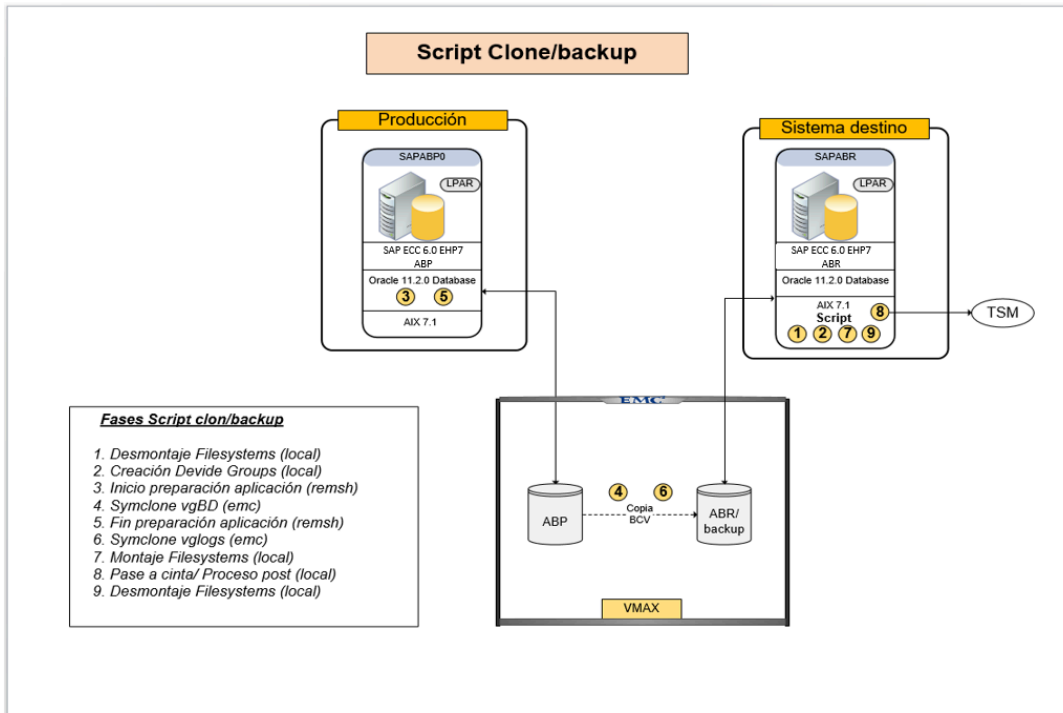 Script Clone/backup
Producción
SAPABP0
LPAR
SAP ECC 6.0 EHP7
ABP
Oracle 11.2.0 Database
3 5
AIX 7.1
Sistema destino
SAPABR
LPAR
SAP ECC 6.0 EHP7
ABR
Oracle 11.2.0 Database
AIX 7.1
Script
8
1 2 7 9
TSM
Fases Script clon/backup
1. Desmontaje Filesystems (local)
2. Creación Devide Groups (local)
3. Inicio preparación aplicación (remsh)
4. Symclone vgBD (emc)
5. Fin preparación aplicación (remsh)
6. Symclone vglogs (emc)
7. Montaje Filesystems (local)
8. Pase a cinta/ Proceso post (local)
9. Desmontaje Filesystems (local)
EMC
4 6
ABP
Copia
BCV
ABR/
backup
VMAX